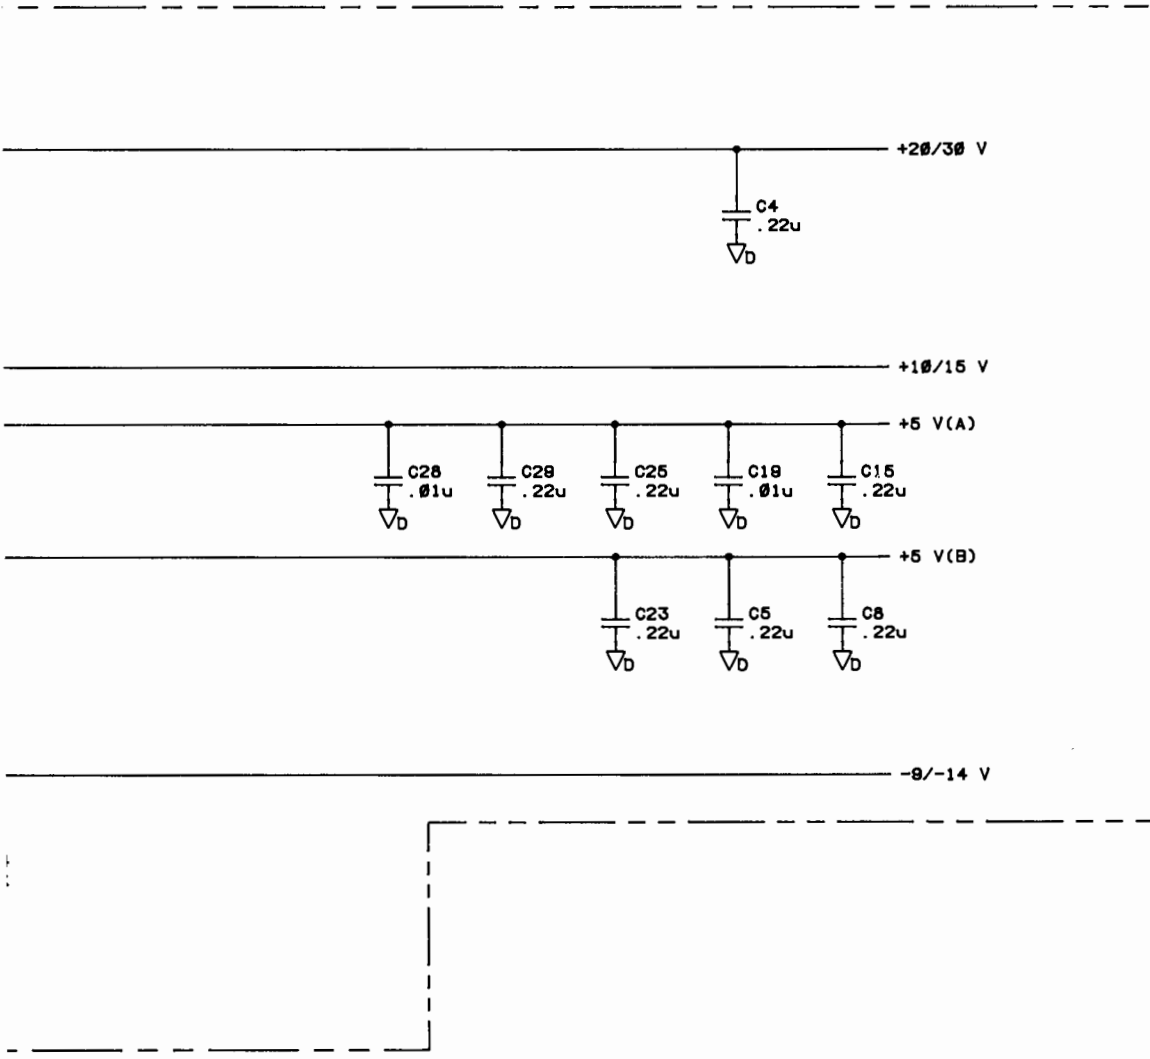 +20/30 V
C4
.22u
D
+10/15 V
+5 V(A)
C28
.01u
D
C29
.22u
D
C25
.22u
D
C19
.01u
D
C15
.22u
D
+5 V(B)
C23
.22u
D
C5
.22u
D
C8
.22u
D
-9/-14 V